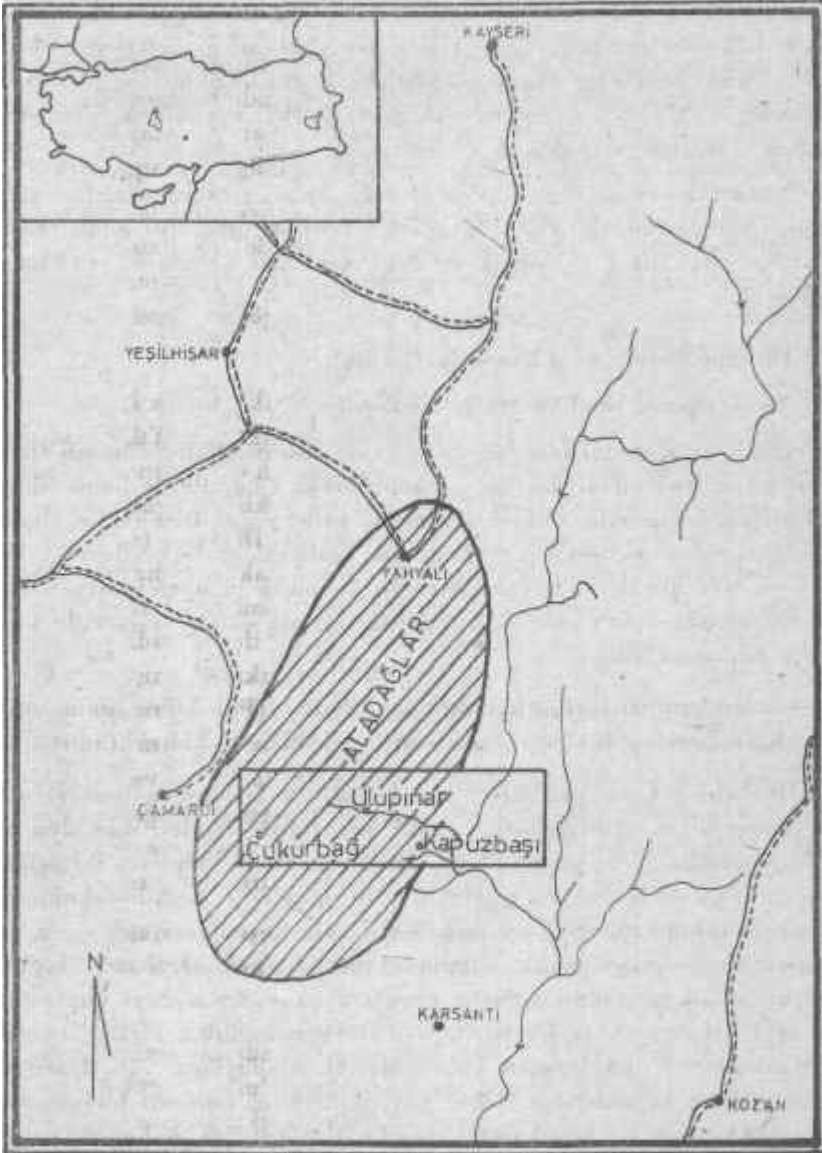 KAYSERİ
YEŞİLHİSAR
YAHYALI
ALADAĞLAR
ÇAMARDI
Ulupınar
Çukurbağ
Kapuzbaşı
N
KARSANTI
KOZAN